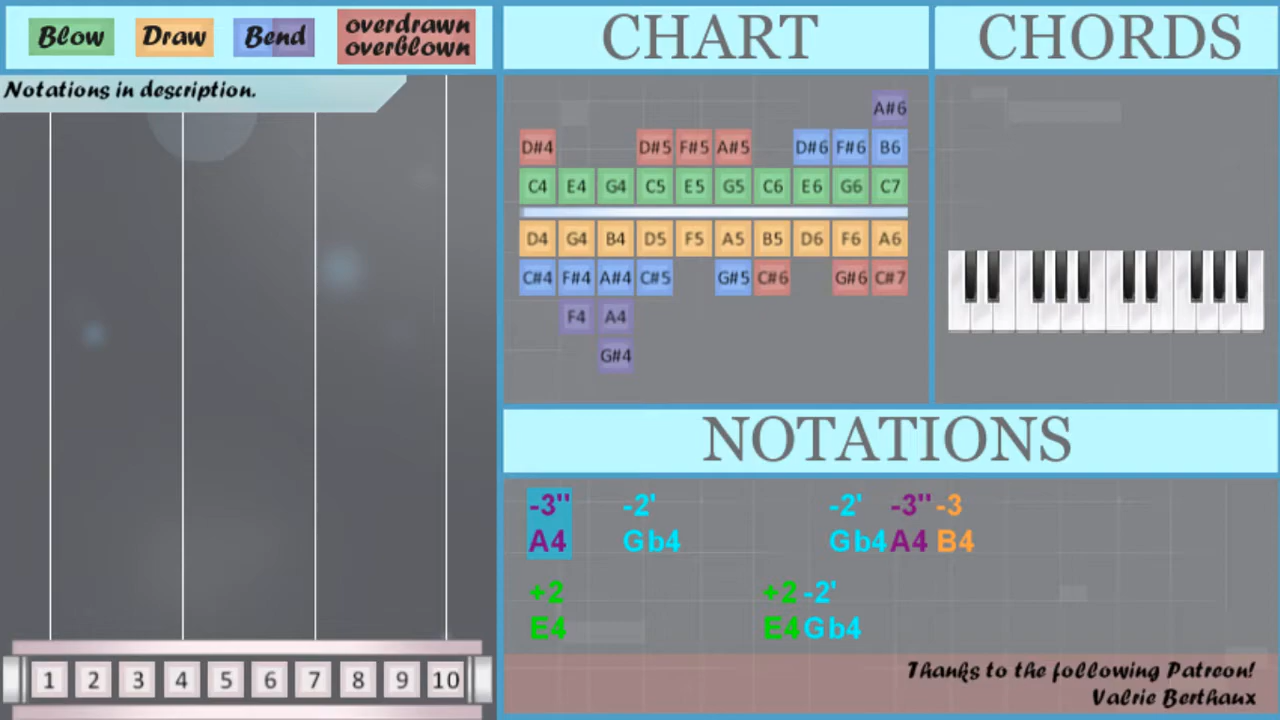 Blow Draw Bend overdrawn
overblown
Notations in description.
CHART
CHORDS
A#6
D#4 D#5 F#5 A#5 D#6 F#6 B6
C4 E4 G4 C5 E5 G5 C6 E6 G6 C7
D4 G4 B4 D5 F5 A5 B5 D6 F6 A6
C#4 F#4 A#4 C#5 G#5 C#6 G#6 C#7
F4 A4
G#4
NOTATIONS
-3" -2' -2' -3" -3
A4 Gb4 Gb4 A4 B4
+2 +2 -2'
E4 E4 Gb4
Thanks to the following Patreon!
Valrie Berthaux
1 2 3 4 5 6 7 8 9 10